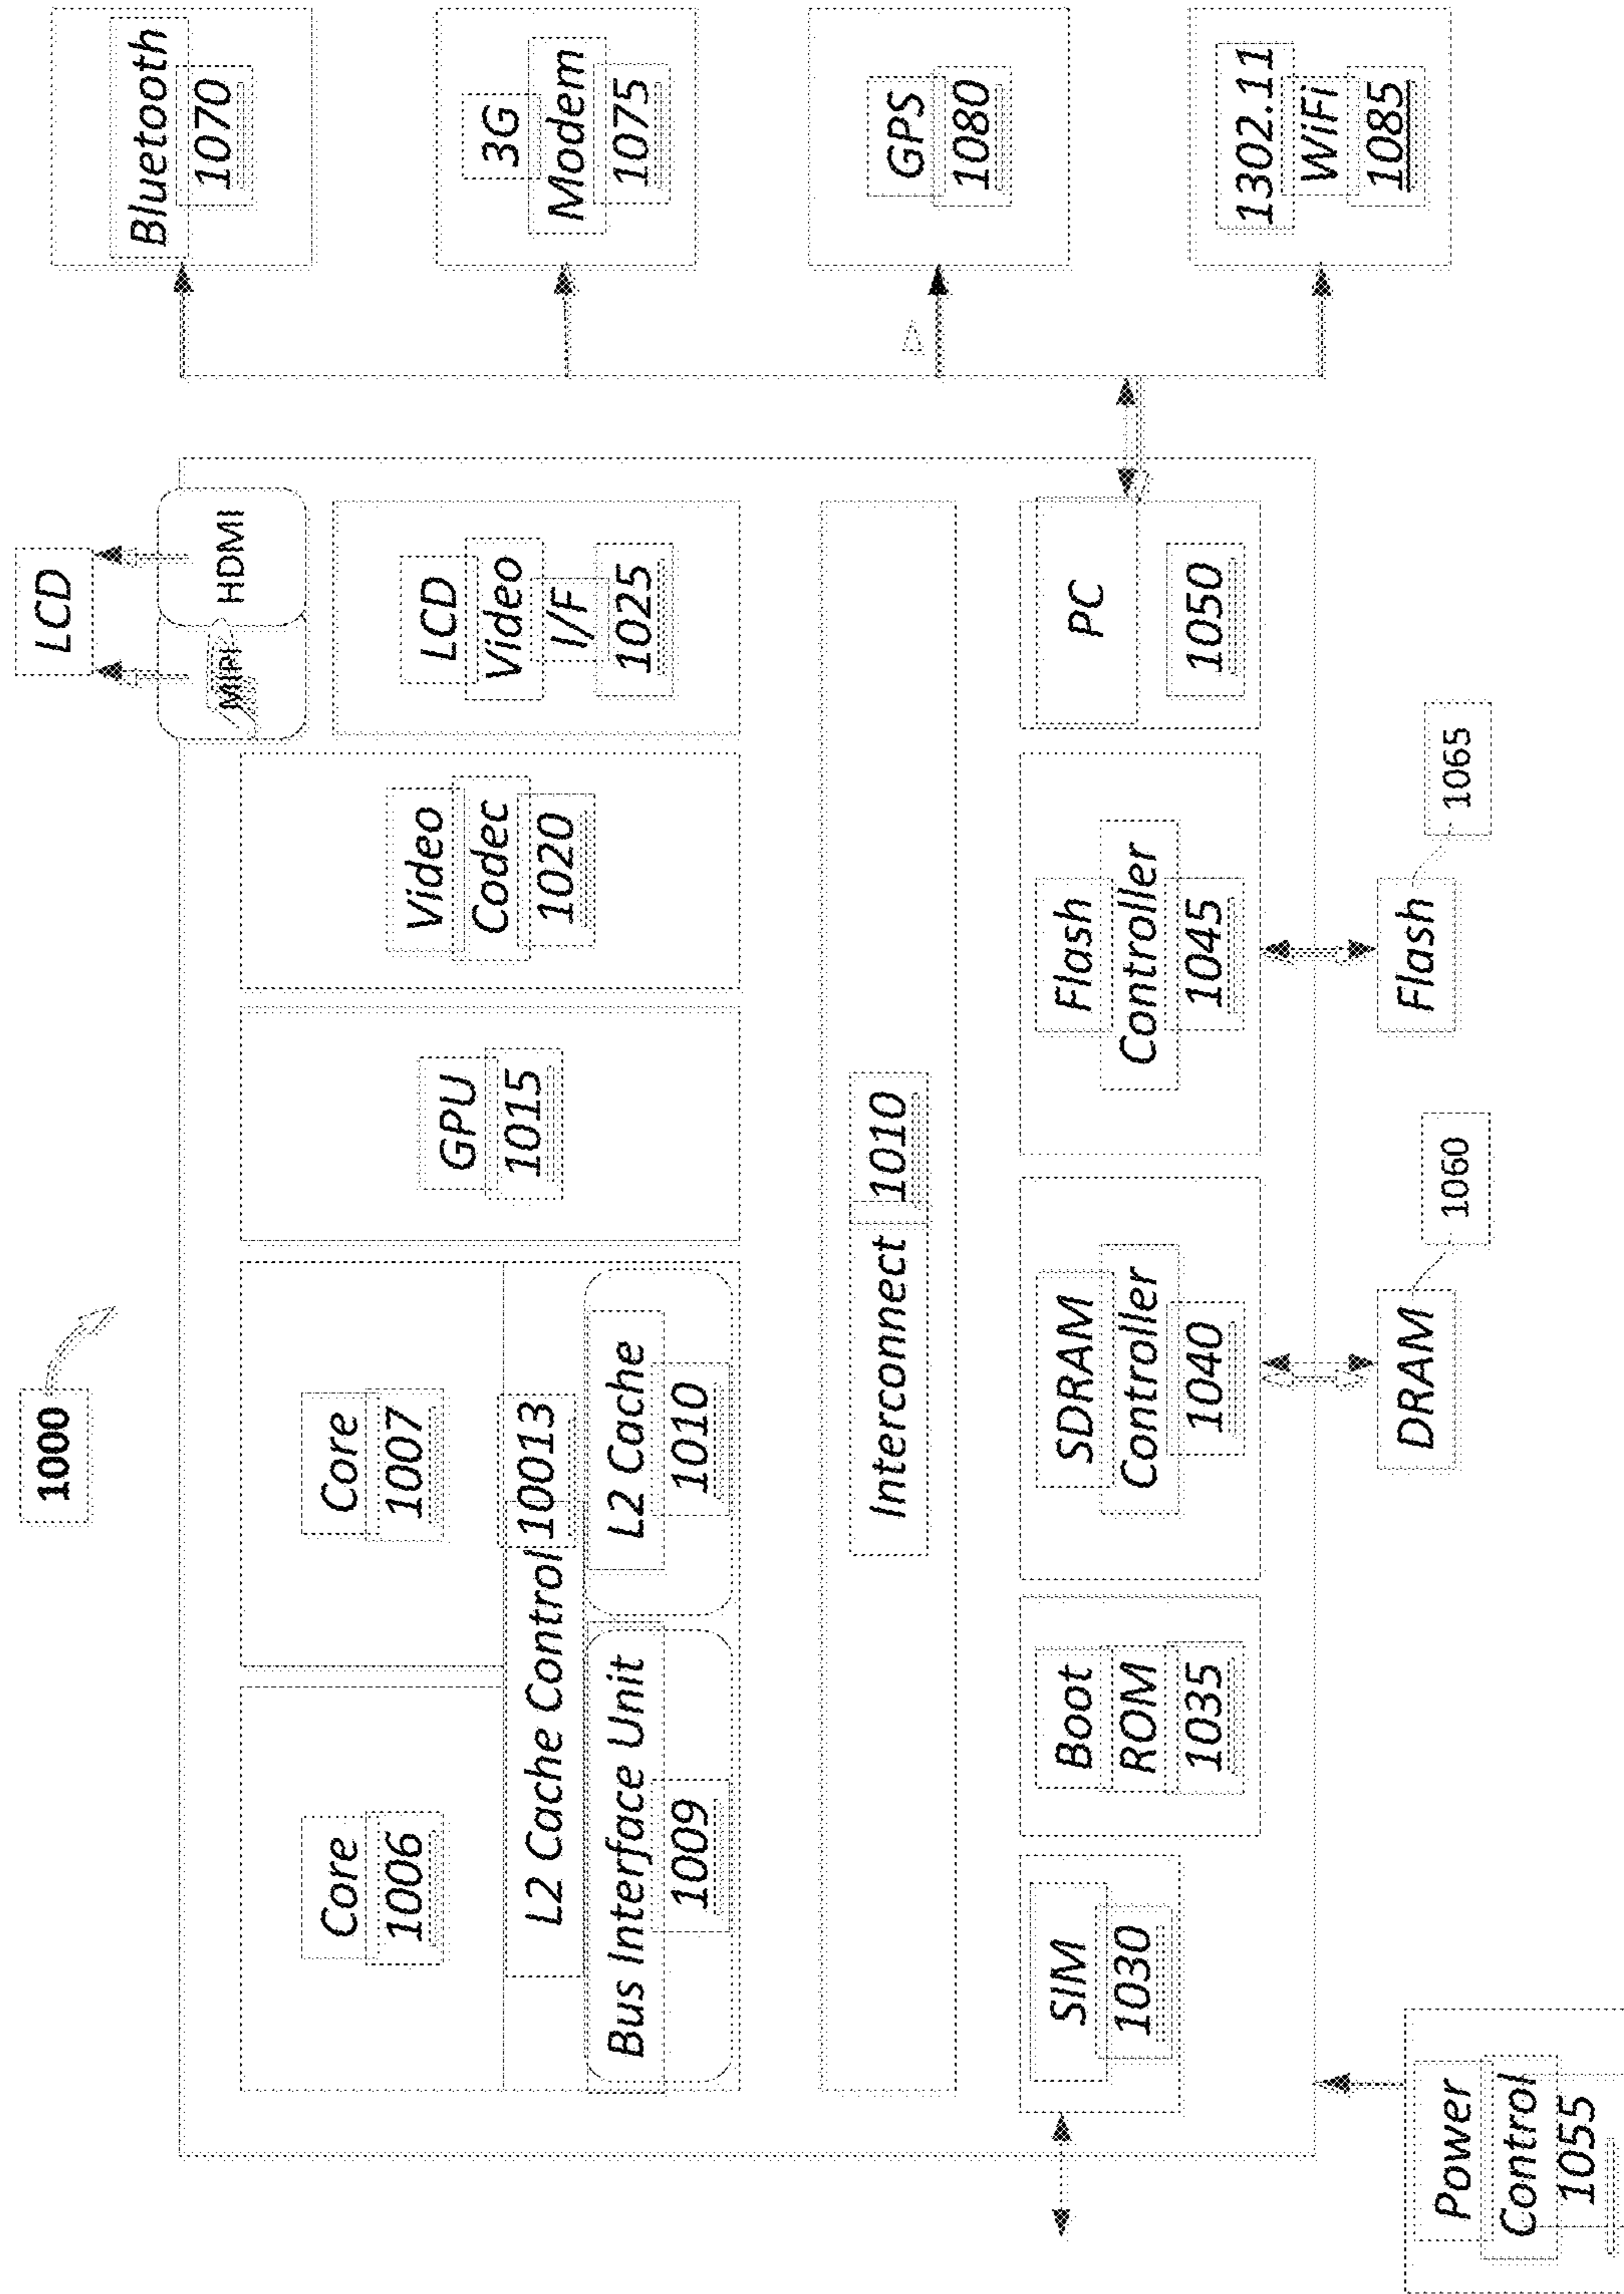 1000
LCD
MIPI
HDMI
Core
1006
Core
1007
L2 Cache Control 10013
Bus Interface Unit
1009
L2 Cache
1010
GPU
1015
Video
Codec
1020
LCD
Video
I/F
1025
Interconnect 1010
SIM
1030
Boot
ROM
1035
SDRAM
Controller
1040
Flash
Controller
1045
PC
1050
Power
Control
1055
DRAM
1060
Flash
1065
Bluetooth
1070
3G
Modem
1075
GPS
1080
1302.11
WiFi
1085